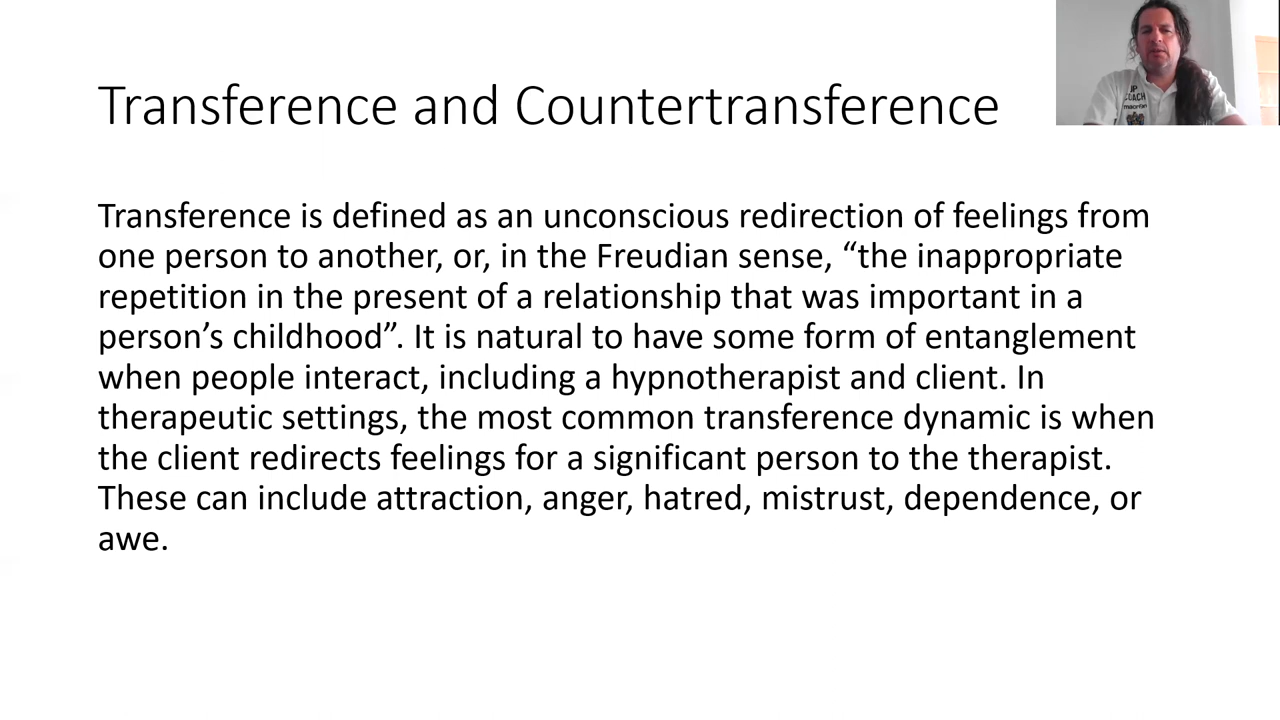 Transference and Countertransference
Transference is defined as an unconscious redirection of feelings from
one person to another, or, in the Freudian sense, “the inappropriate
repetition in the present of a relationship that was important in a
person’s childhood”. It is natural to have some form of entanglement
when people interact, including a hypnotherapist and client. In
therapeutic settings, the most common transference dynamic is when
the client redirects feelings for a significant person to the therapist.
These can include attraction, anger, hatred, mistrust, dependence, or
awe.
COACH
macron